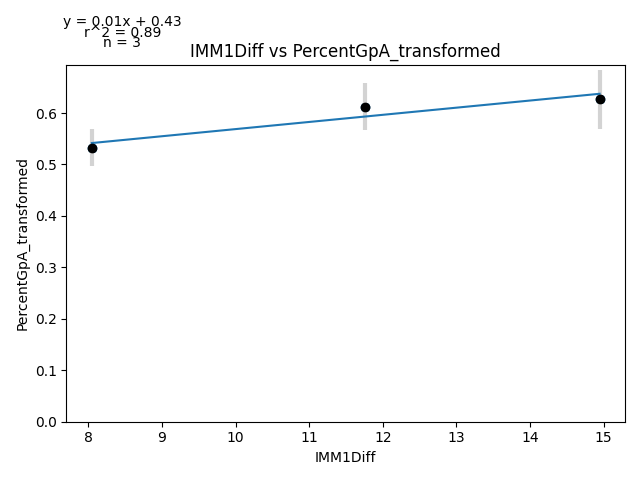 y = 0.01x + 0.43
r^2 = 0.89
n = 3
IMM1Diff vs PercentGpA_transformed
PercentGpA_transformed
0.6
0.5
0.4
0.3
0.2
0.1
0.0
8 9 10 11 12 13 14 15
IMM1Diff